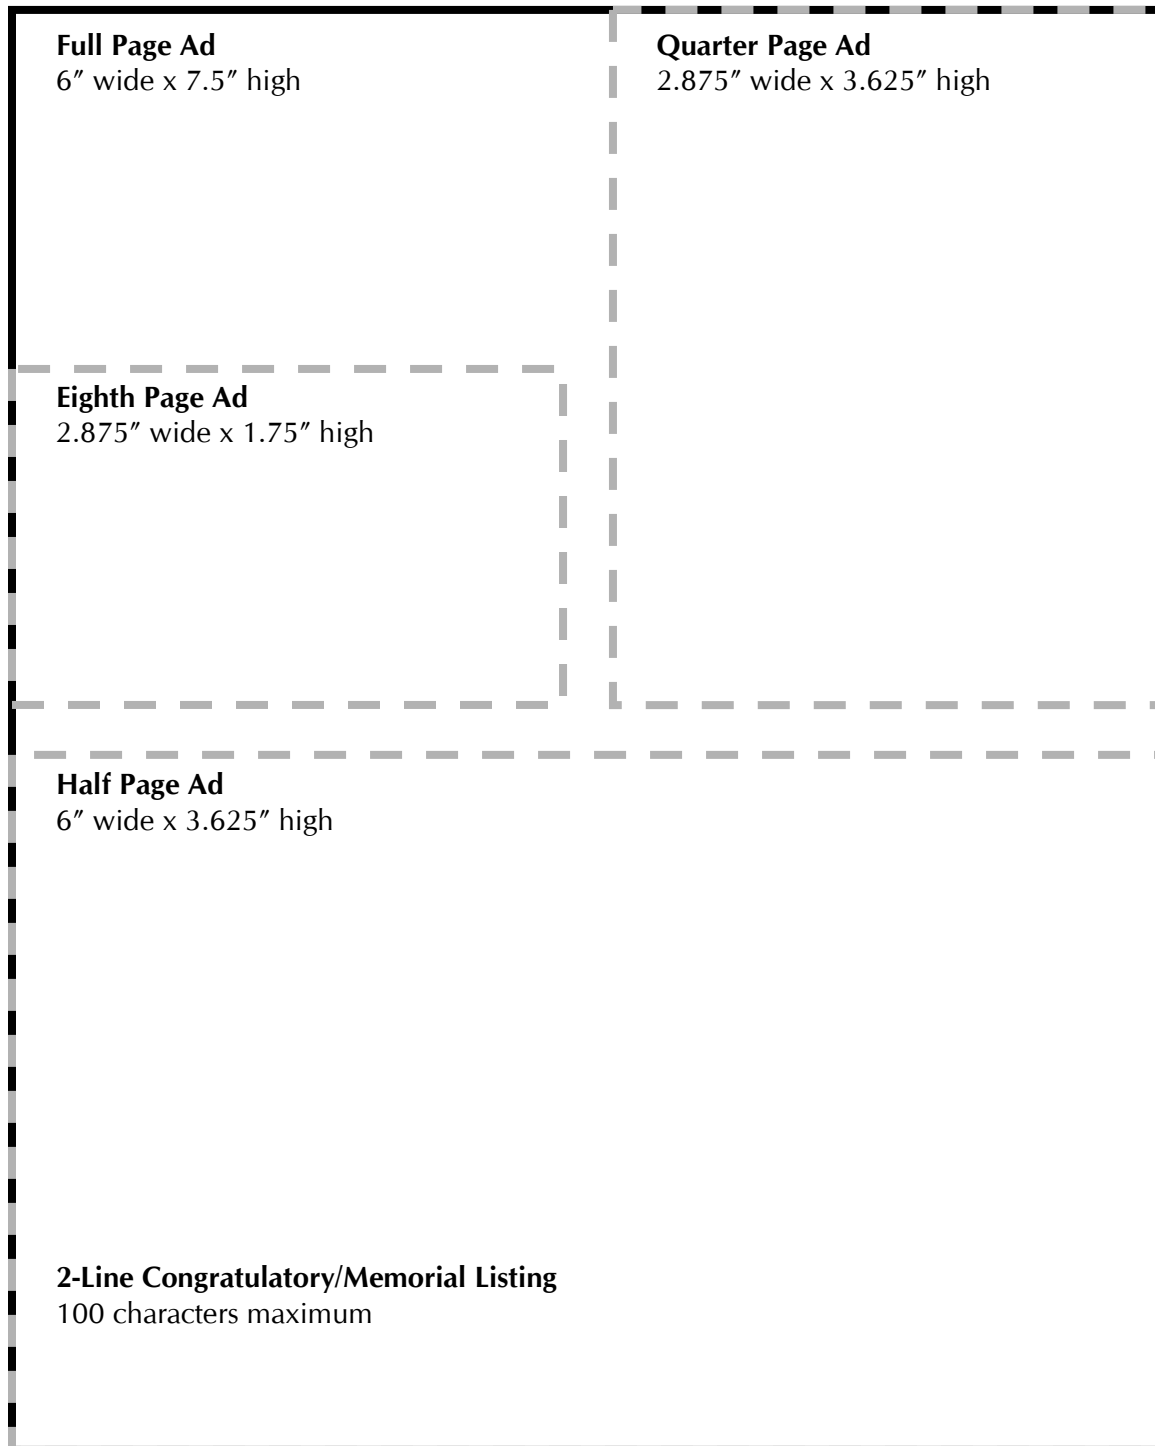 Full Page Ad
6″ wide x 7.5″ high
Quarter Page Ad
2.875″ wide x 3.625″ high
Eighth Page Ad
2.875″ wide x 1.75″ high
Half Page Ad
6″ wide x 3.625″ high
2-Line Congratulatory/Memorial Listing
100 characters maximum